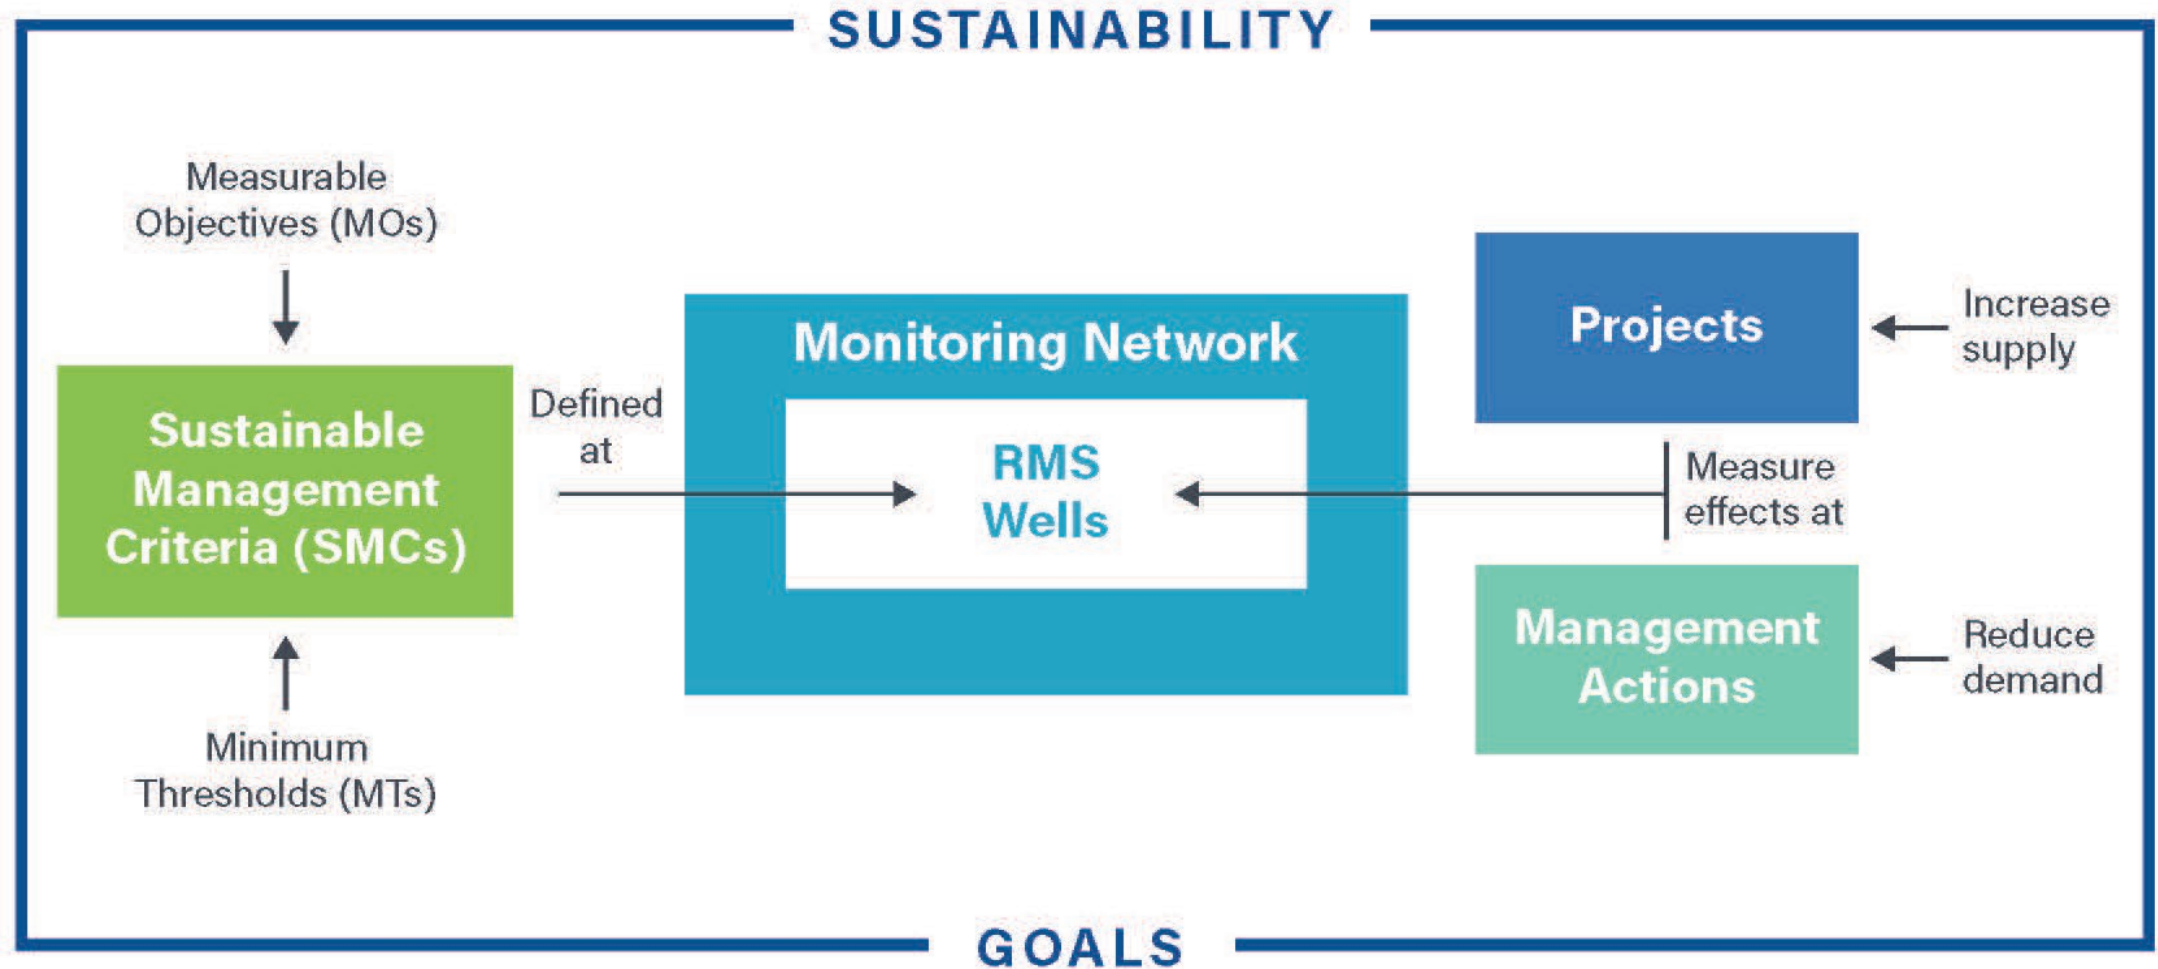 SUSTAINABILITY
Measurable
Objectives (MOs)
Sustainable
Management
Criteria (SMCs)
Minimum
Thresholds (MTs)
Defined
at
Monitoring Network
RMS
Wells
Projects
Increase
supply
Measure
effects at
Management
Actions
Reduce
demand
GOALS